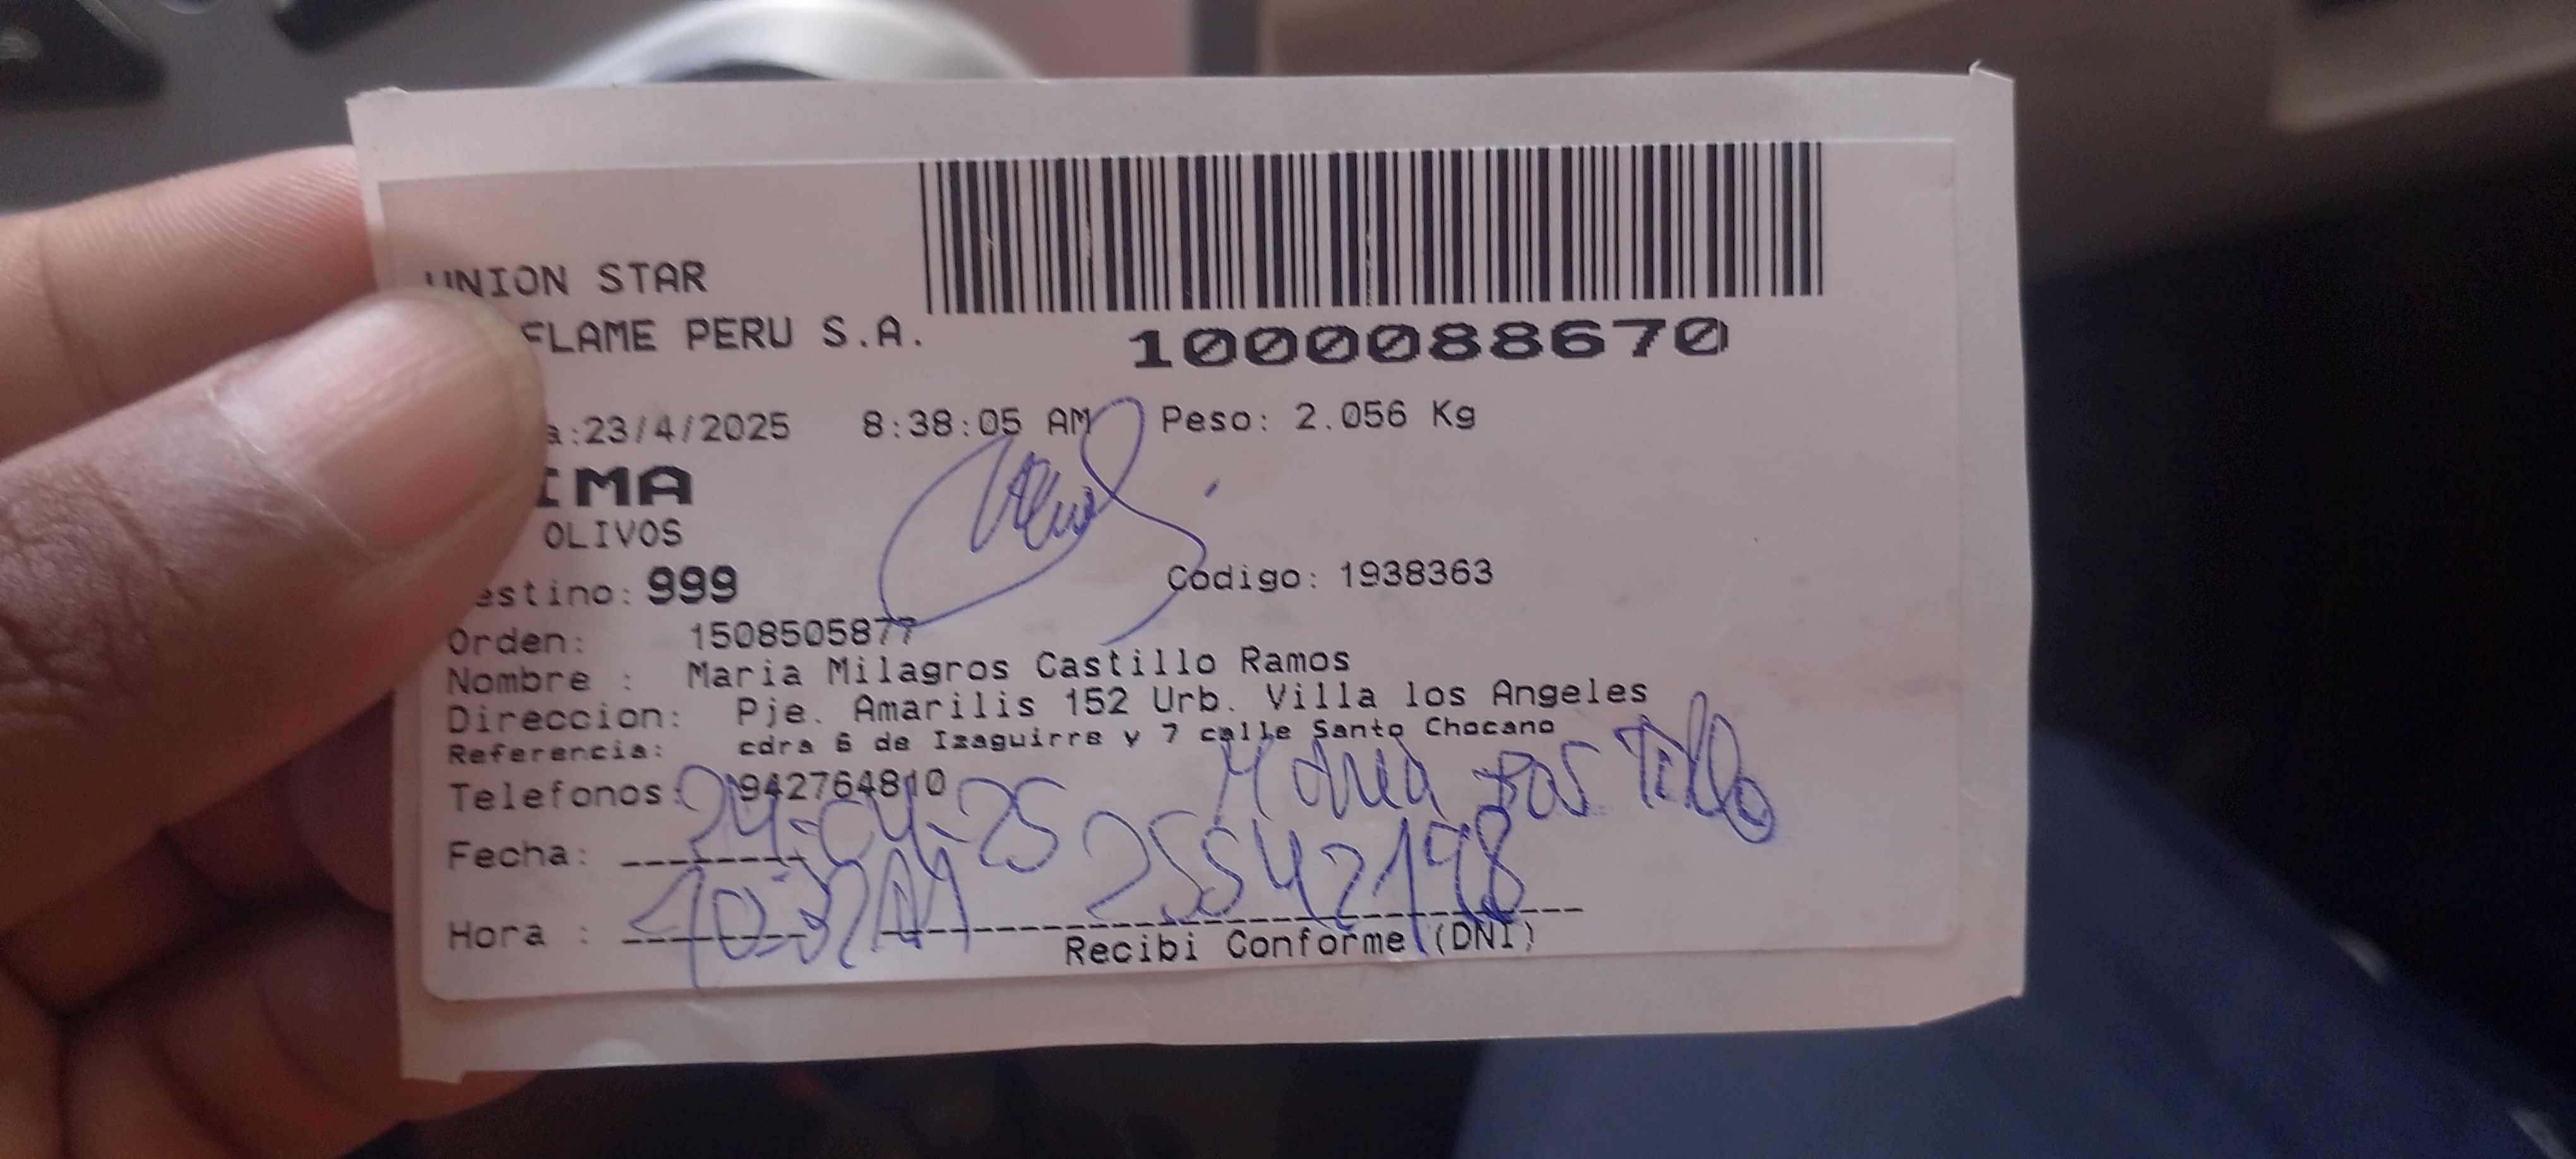 UNION STAR
FLAME PERU S.A.
1000088670
a:23/4/2025 8:38:05 AM Peso: 2.056 Kg
IMA
OLIVOS
estino: 999 Codigo: 1938363
Orden: 1508505877
Nombre : Maria Milagros Castillo Ramos
Direccion: Pje. Amarilis 152 Urb. Villa los Angeles
Referencia: cdra 6 de Izaguirre y 7 calle Santo Chocano
Telefonos: 942764810
Maria
Fecha: 24-04-25 25542198
Hora :
Recibi Conforme (DNI)